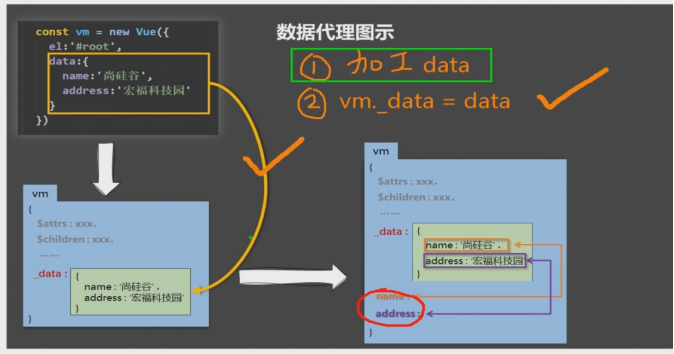 const vm = new Vue({
el:'#root',
data:{
name:'尚硅谷',
address:'宏福科技园'
}
})
数据代理图示
① 加工 data
② vm._data = data
vm
{
$attrs : xxx,
$children : xxx,
......
_data : {
name : '尚硅谷',
address : '宏福科技园'
}
}
vm
{
$attrs : xxx,
$children : xxx,
......
_data : {
name : '尚硅谷',
address : '宏福科技园'
}
name :
address :
}